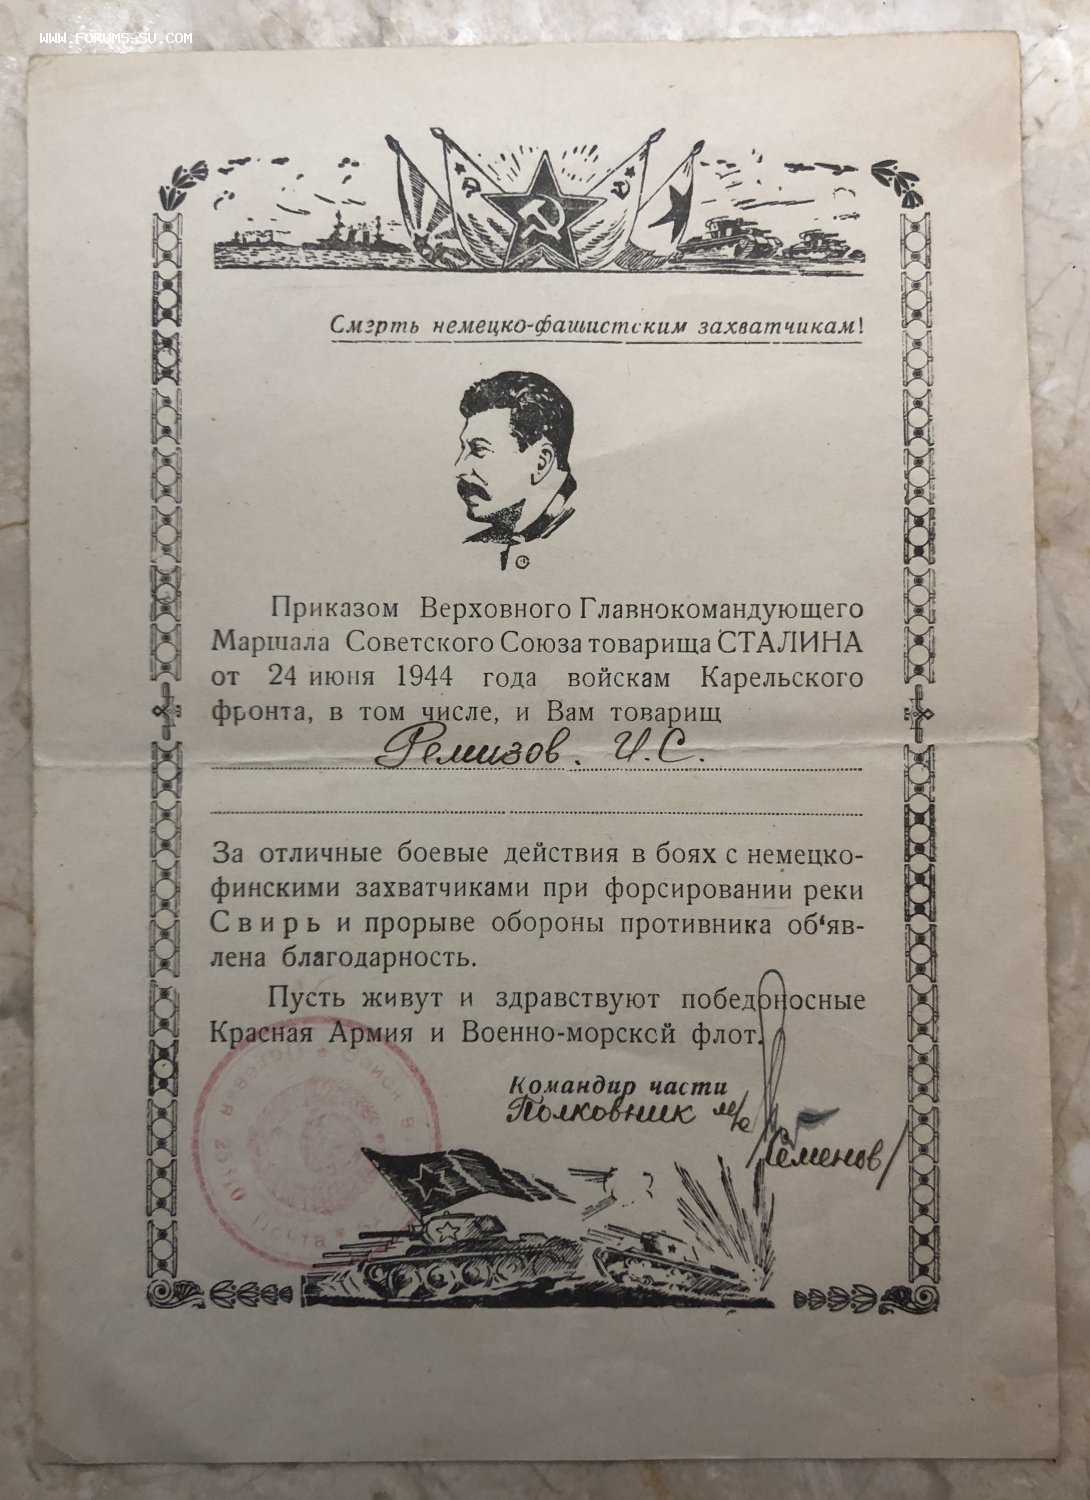 WWW.FORUMS-SU.COM
Смерть немецко-фашистским захватчикам!
Приказом Верховного Главнокомандующего
Маршала Советского Союза товарища СТАЛИНА
от 24 июня 1944 года войскам Карельского
фронта, в том числе, и Вам товарищ
Ремизов. И.С.
За отличные боевые действия в боях с немецко-
финскими захватчиками при форсировании реки
Свирь и прорыве обороны противника об‘яв-
лена благодарность.
Пусть живут и здравствуют победоносные
Красная Армия и Военно-морской флот.
Командир части
Полковник м/с
/Семенов/
Почта